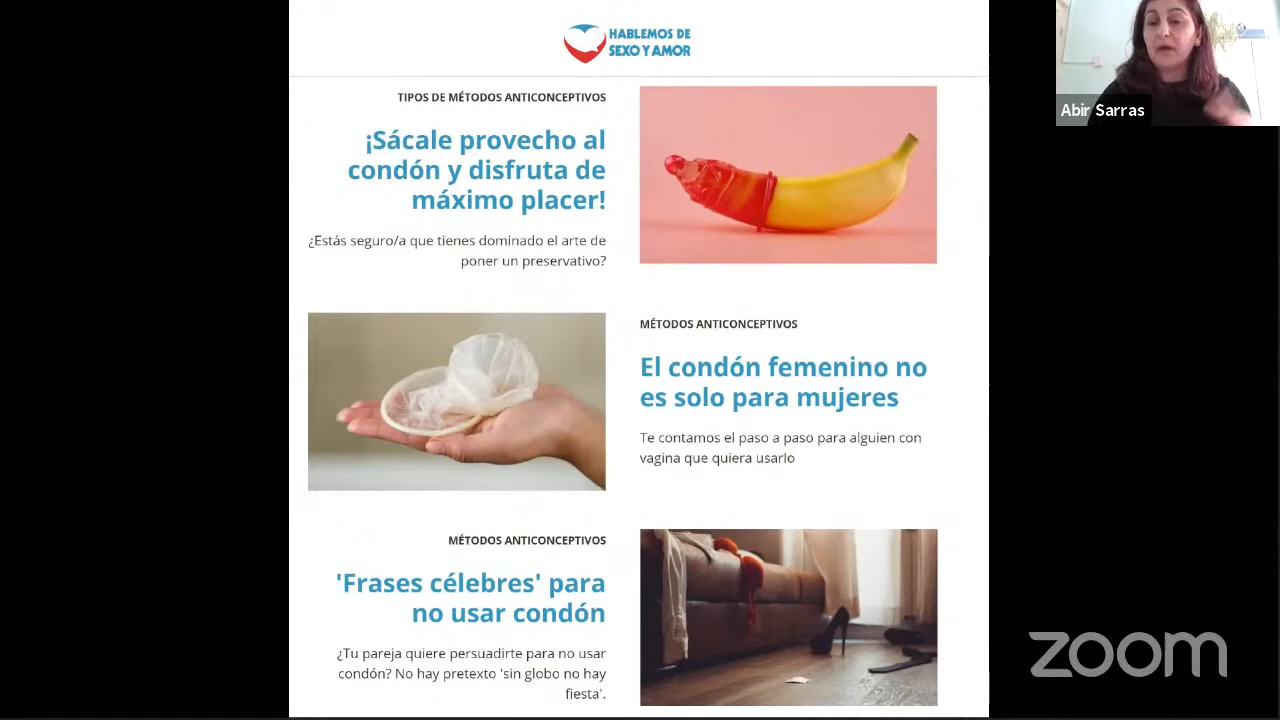 HABLEMOS DE
SEXO Y AMOR
TIPOS DE MÉTODOS ANTICONCEPTIVOS
¡Sácale provecho al
condón y disfruta de
máximo placer!
¿Estás seguro/a que tienes dominado el arte de
poner un preservativo?
MÉTODOS ANTICONCEPTIVOS
El condón femenino no
es solo para mujeres
Te contamos el paso a paso para alguien con
vagina que quiera usarlo
MÉTODOS ANTICONCEPTIVOS
'Frases célebres' para
no usar condón
¿Tu pareja quiere persuadirte para no usar
condón? No hay pretexto 'sin globo no hay
fiesta'.
Abir Sarras
zoom